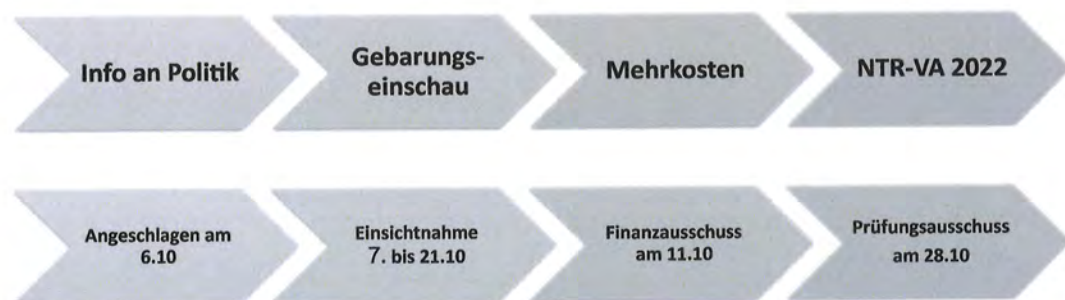 Info an Politik
Gebarungs-
einschau
Mehrkosten
NTR-VA 2022
Angeschlagen am
6.10
Einsichtnahme
7. bis 21.10
Finanzausschuss
am 11.10
Prüfungsausschuss
am 28.10